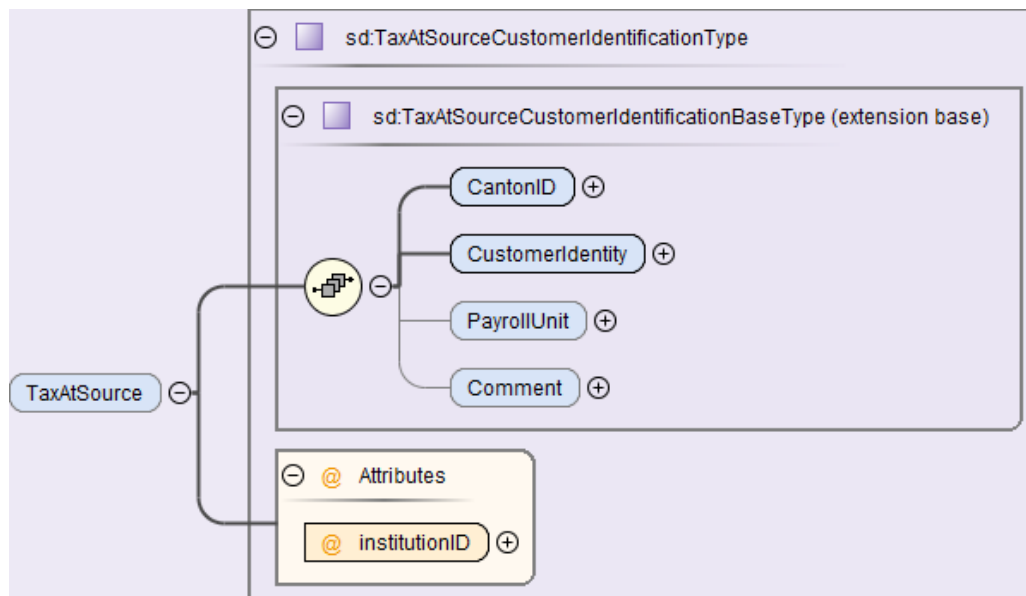 sd:TaxAtSourceCustomerIdentificationType
sd:TaxAtSourceCustomerIdentificationBaseType (extension base)
CantonID
CustomerIdentity
PayrollUnit
Comment
TaxAtSource
@ Attributes
@ institutionID